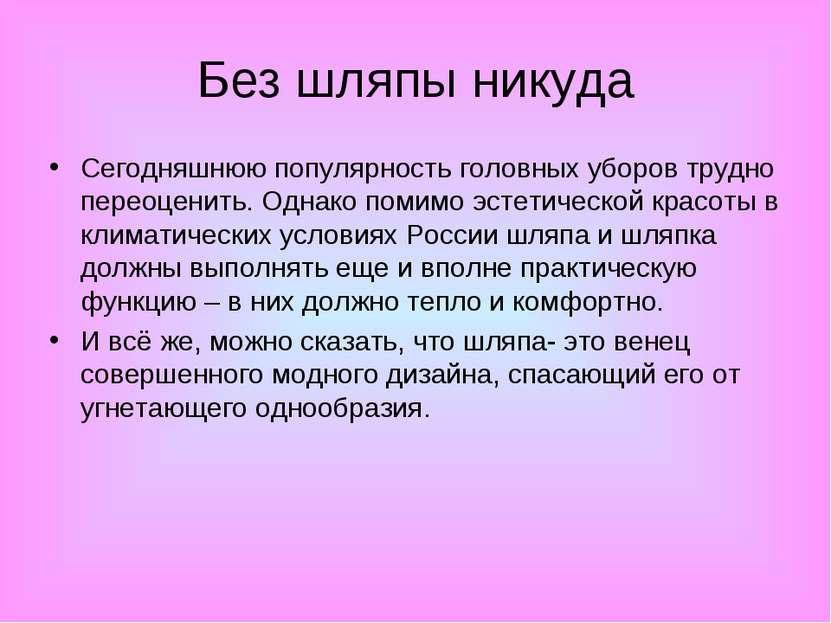 Без шляпы никуда
• Сегодняшнюю популярность головных уборов трудно
переоценить. Однако помимо эстетической красоты в
климатических условиях России шляпа и шляпка
должны выполнять еще и вполне практическую
функцию – в них должно тепло и комфортно.
• И всё же, можно сказать, что шляпа- это венец
совершенного модного дизайна, спасающий его от
угнетающего однообразия.